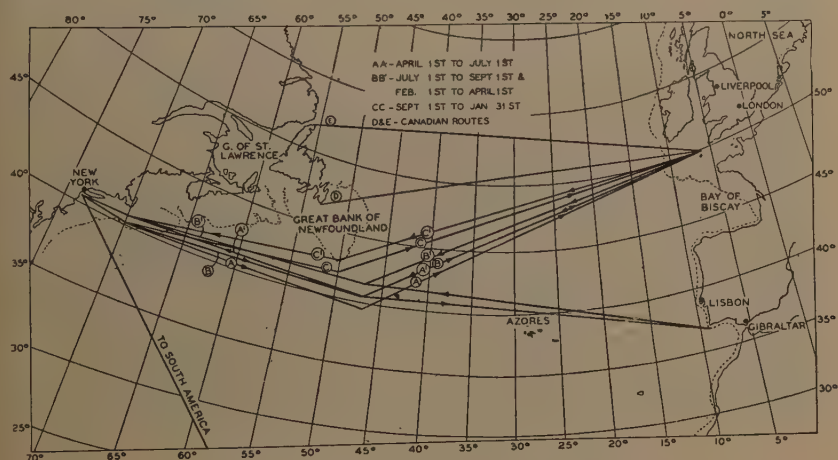 80° 75° 70° 65° 60° 55° 50° 45° 40° 35° 30° 25° 20° 15° 10° 5° 0° 5°
NORTH SEA
AA'-APRIL 1ST TO JULY 1ST
BB'-JULY 1ST TO SEPT 1ST &
FEB. 1ST TO APRIL 1ST
CC-SEPT 1ST TO JAN 31ST
D&E-CANADIAN ROUTES
LIVERPOOL
LONDON
45°
50°
E
G. OF ST.
LAWRENCE
NEW
YORK
40°
45°
D
BAY OF
BISCAY
GREAT BANK OF
NEWFOUNDLAND
B'
A'
C'
C
C'
C
B'
B
A'
A
B
A
35°
40°
LISBON
AZORES
GIBRALTAR
35°
30°
TO SOUTH AMERICA
30°
25°
70° 65° 60° 55° 50° 45° 40° 35° 30° 25° 20° 15° 10° 5°